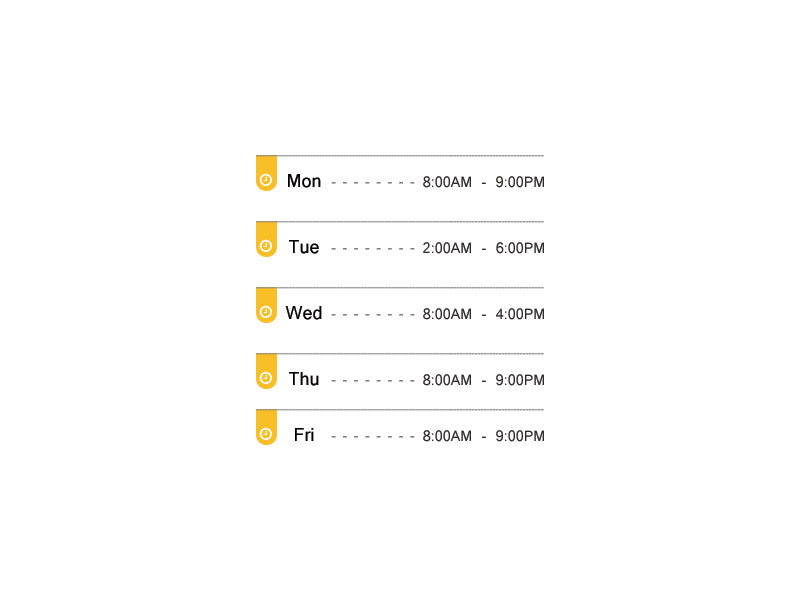 Mon - - - - - - - - 8:00AM - 9:00PM
Tue - - - - - - - - 2:00AM - 6:00PM
Wed - - - - - - - - 8:00AM - 4:00PM
Thu - - - - - - - - 8:00AM - 9:00PM
Fri - - - - - - - - 8:00AM - 9:00PM